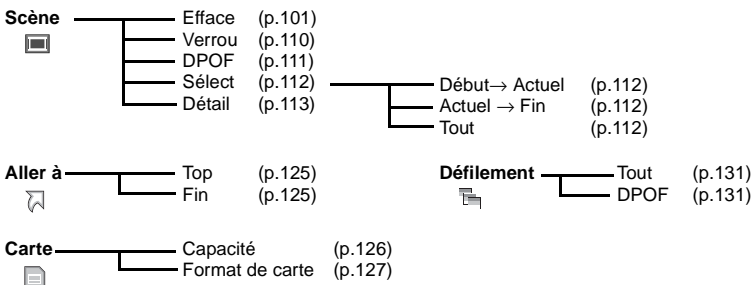 Scène Efface (p.101)
Verrou (p.110)
DPOF (p.111)
Sélect (p.112)
Détail (p.113)
Début→ Actuel (p.112)
Actuel → Fin (p.112)
Tout (p.112)
Aller à Top (p.125)
Fin (p.125)
Défilement Tout (p.131)
DPOF (p.131)
Carte Capacité (p.126)
Format de carte (p.127)